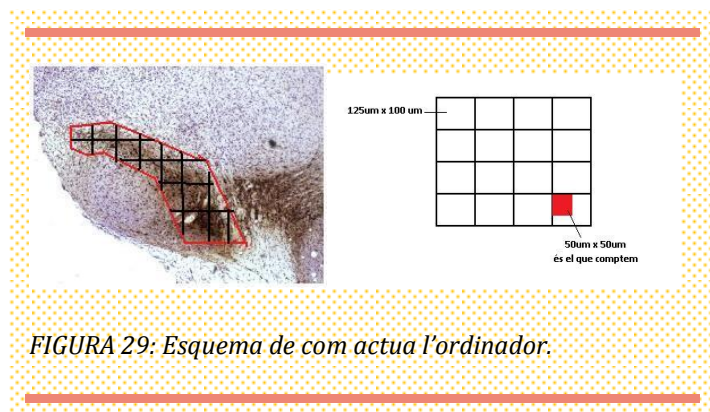 125um x 100 um
50um x 50um
és el que comptem
FIGURA 29: Esquema de com actua l’ordinador.